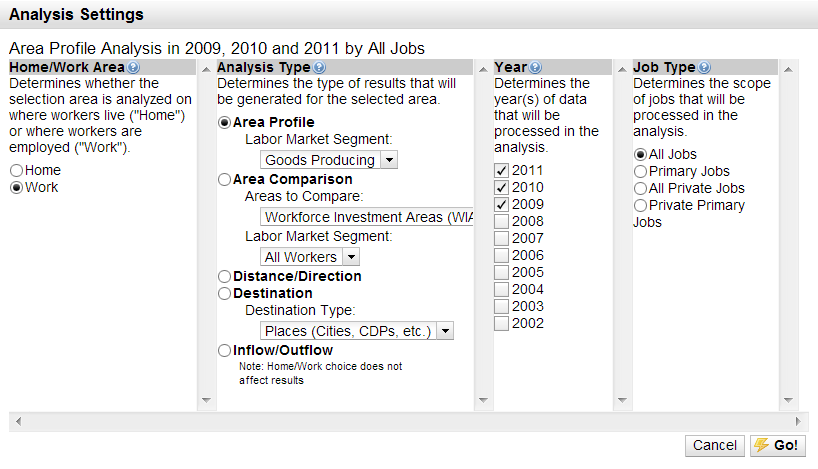 Analysis Settings
Area Profile Analysis in 2009, 2010 and 2011 by All Jobs
Home/Work Area
Determines whether the
selection area is analyzed on
where workers live ("Home")
or where workers are
employed ("Work").
Home
Work
Analysis Type
Determines the type of results that will
be generated for the selected area.
Area Profile
Labor Market Segment:
Goods Producing
Area Comparison
Areas to Compare:
Workforce Investment Areas (WIA
Labor Market Segment:
All Workers
Distance/Direction
Destination
Destination Type:
Places (Cities, CDPs, etc.)
Inflow/Outflow
Note: Home/Work choice does not
affect results
Year
Determines the
year(s) of data
that will be
processed in the
analysis.
2011
2010
2009
2008
2007
2006
2005
2004
2003
2002
Job Type
Determines the scope
of jobs that will be
processed in the
analysis.
All Jobs
Primary Jobs
All Private Jobs
Private Primary
Jobs
Cancel
Go!